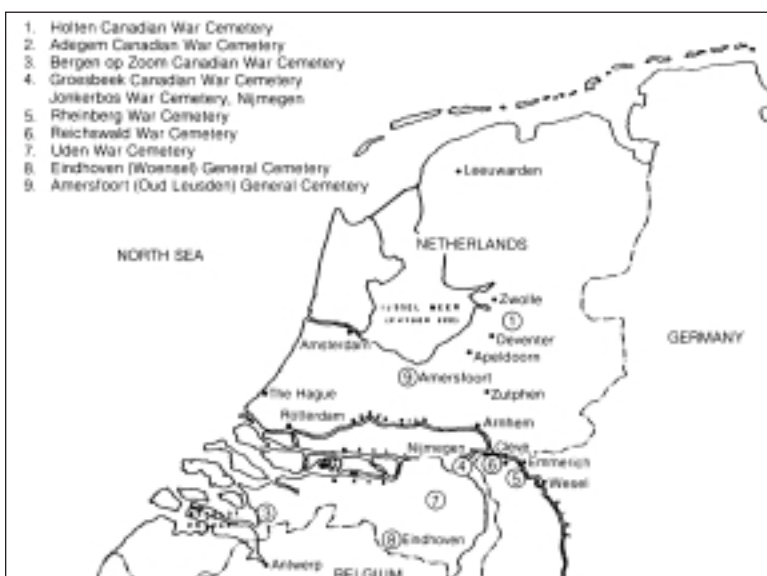 1. Holten Canadian War Cemetery
2. Adegem Canadian War Cemetery
3. Bergen op Zoom Canadian War Cemetery
4. Groesbeek Canadian War Cemetery
Jonkerbos War Cemetery, Nijmegen
5. Rheinberg War Cemetery
6. Reichswald War Cemetery
7. Uden War Cemetery
8. Eindhoven (Woensel) General Cemetery
9. Amersfoort (Oud Leusden) General Cemetery
Leeuwarden
NETHERLANDS
NORTH SEA
Zwolle
IJSSEL MEER
1
GERMANY
Amsterdam
Deventer
Apeldoorn
9 Amersfoort
The Hague
Zutphen
Rotterdam
Arnhem
Nijmegen
Cleve
4
6
Emmerich
5
Wesel
7
3
8 Eindhoven
Antwerp
BELGIUM